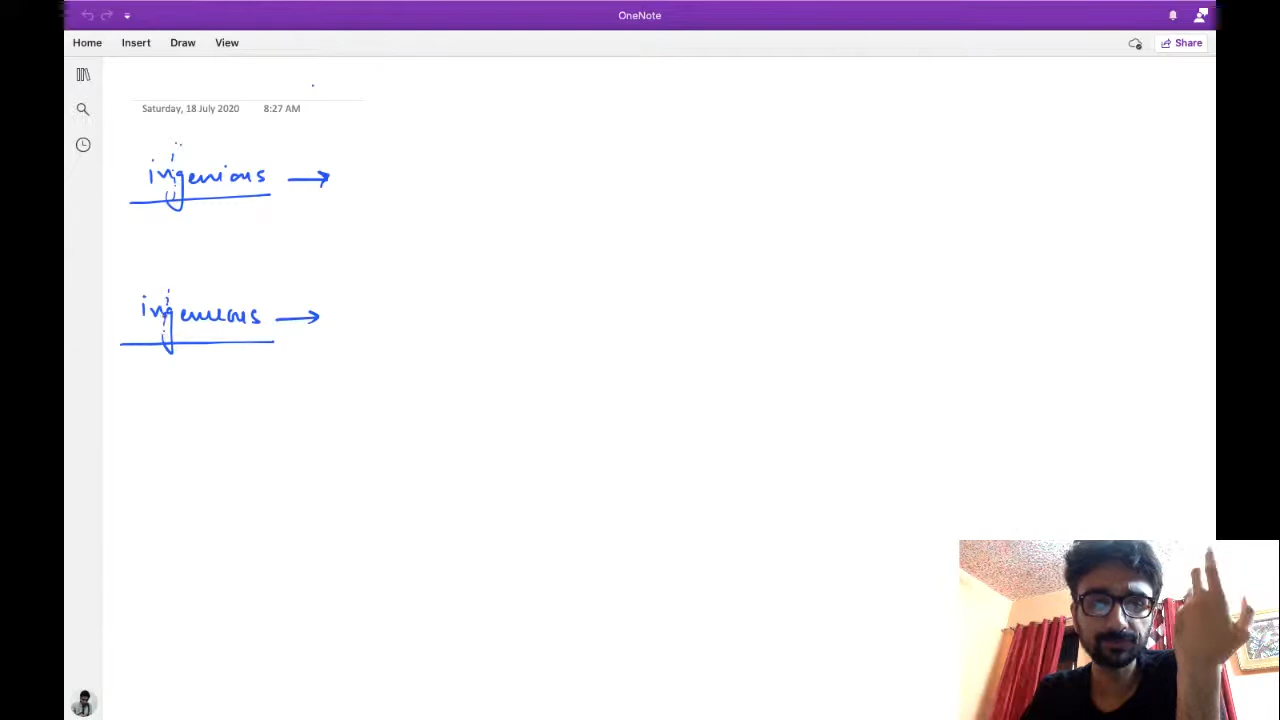 OneNote
Home Insert Draw View Share
Saturday, 18 July 2020 8:27 AM
ingenious →
ingenuous →